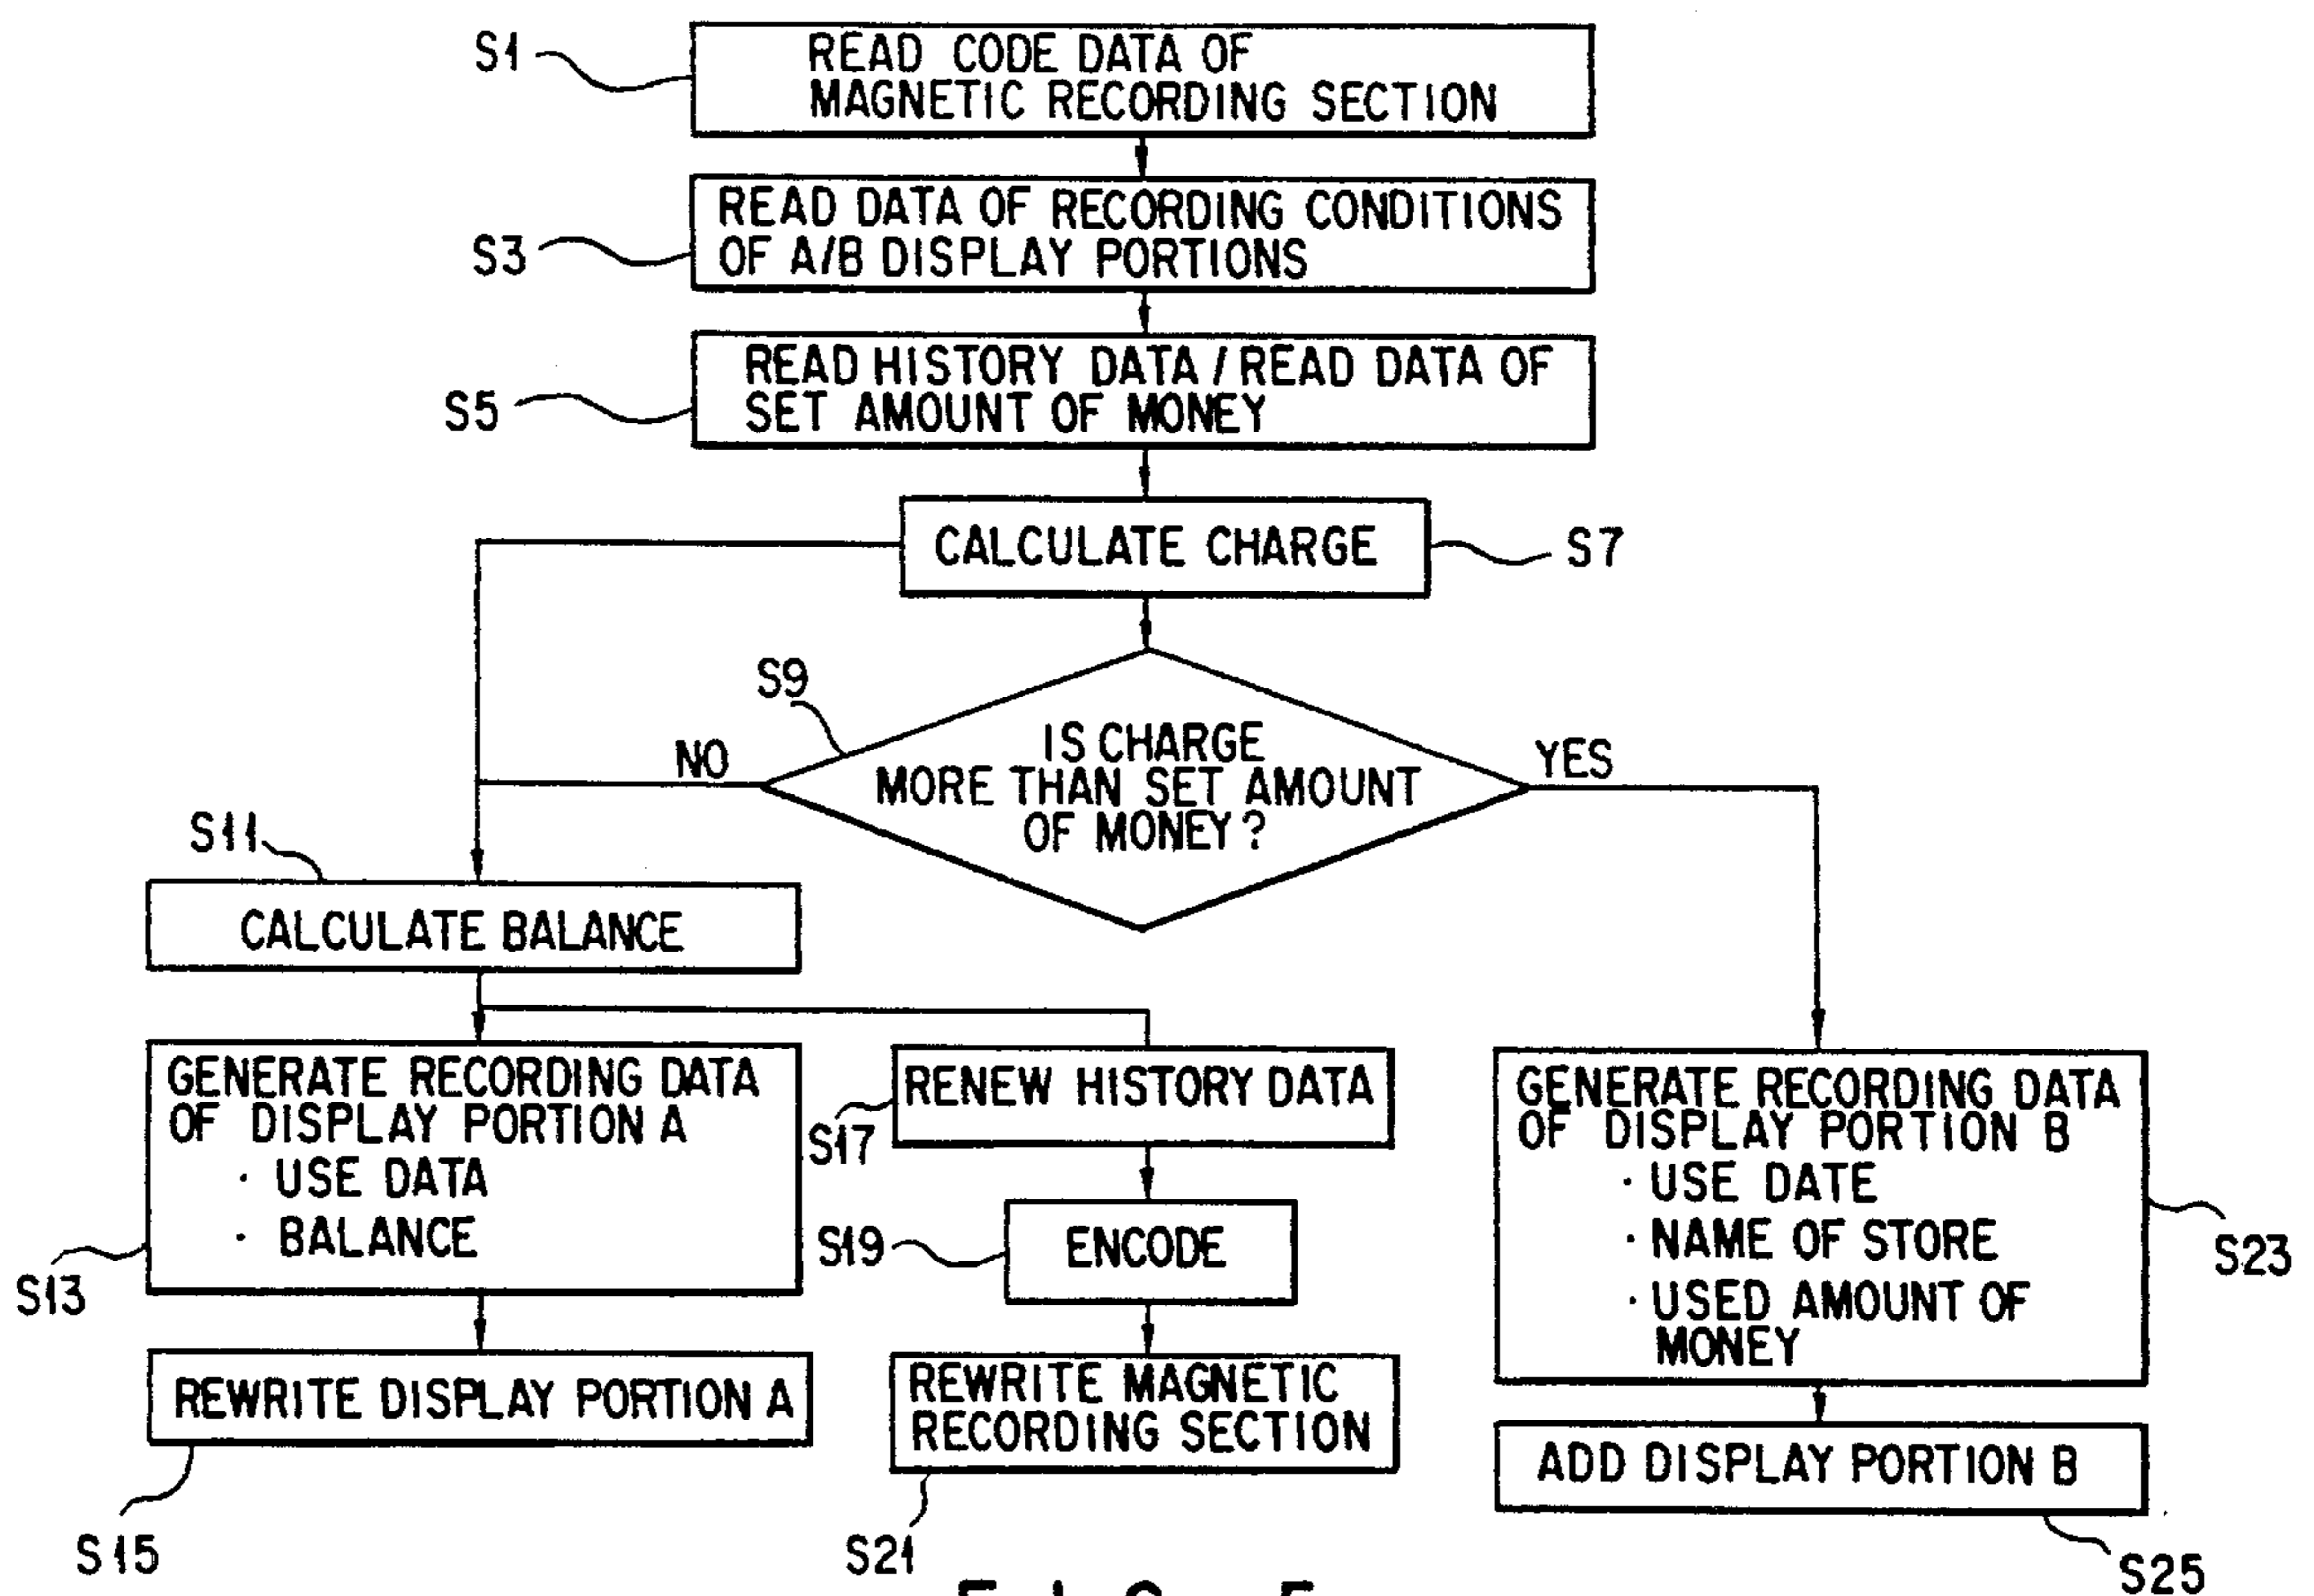 S1
READ CODE DATA OF
MAGNETIC RECORDING SECTION
S3
READ DATA OF RECORDING CONDITIONS
OF A/B DISPLAY PORTIONS
S5
READ HISTORY DATA / READ DATA OF
SET AMOUNT OF MONEY
CALCULATE CHARGE
S7
S9
IS CHARGE
MORE THAN SET AMOUNT
OF MONEY?
NO
YES
S11
CALCULATE BALANCE
GENERATE RECORDING DATA
OF DISPLAY PORTION A
· USE DATA
· BALANCE
S13
REWRITE DISPLAY PORTION A
S15
RENEW HISTORY DATA
S17
ENCODE
S19
REWRITE MAGNETIC
RECORDING SECTION
S21
GENERATE RECORDING DATA
OF DISPLAY PORTION B
· USE DATE
· NAME OF STORE
· USED AMOUNT OF
MONEY
S23
ADD DISPLAY PORTION B
S25